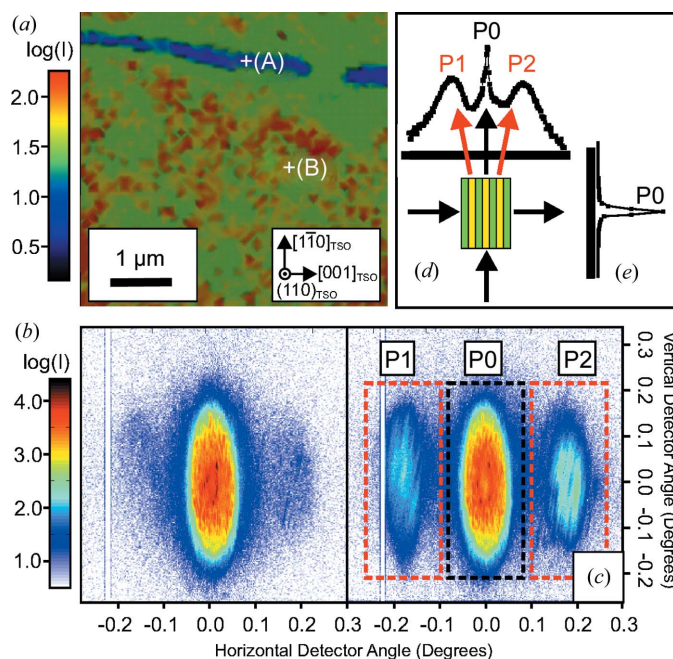 (a)
log(I)
2.0
1.5
1.0
0.5
+(A)
+(B)
1 μm
[11̄0]TSO
[001]TSO
(110)TSO
P0
P1
P2
P0
(d)
(e)
(b)
log(I)
4.0
3.0
2.0
1.0
P1
P0
P2
(c)
0.3
0.2
0.1
0.0
-0.1
-0.2
Vertical Detector Angle (Degrees)
-0.2 -0.1 0.0 0.1 0.2 0.3 -0.2 -0.1 0.0 0.1 0.2 0.3
Horizontal Detector Angle (Degrees)